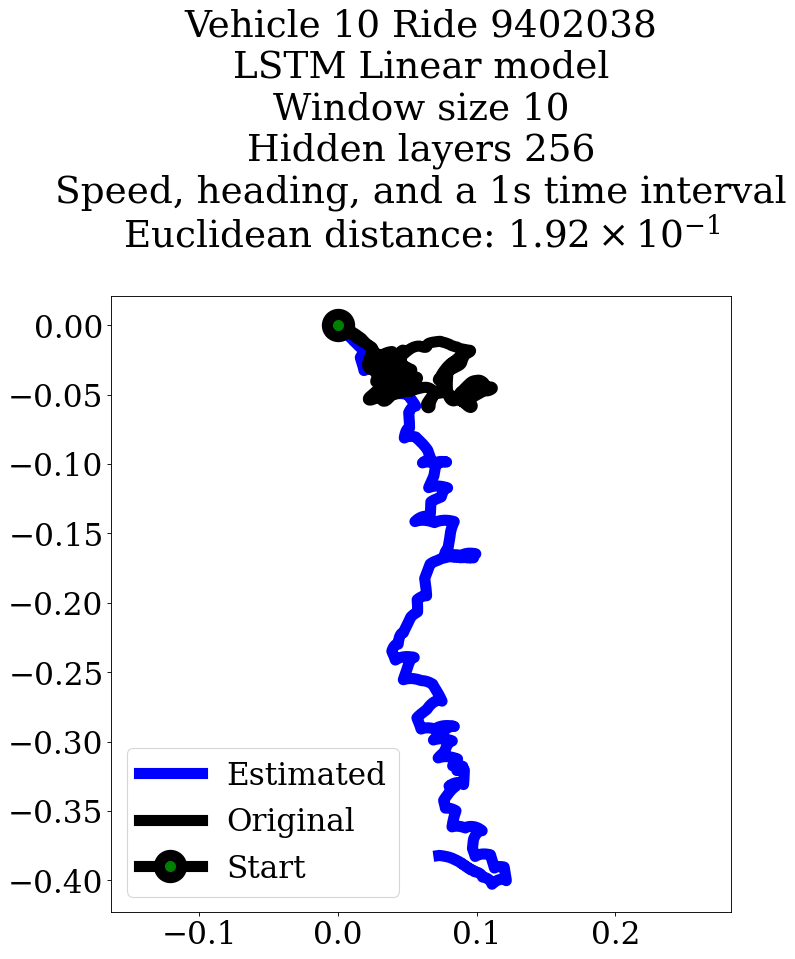 Vehicle 10 Ride 9402038
LSTM Linear model
Window size 10
Hidden layers 256
Speed, heading, and a 1s time interval
Euclidean distance: 1.92 × 10⁻¹
0.00
−0.05
−0.10
−0.15
−0.20
−0.25
−0.30
−0.35
−0.40
Estimated
Original
Start
−0.1
0.0
0.1
0.2